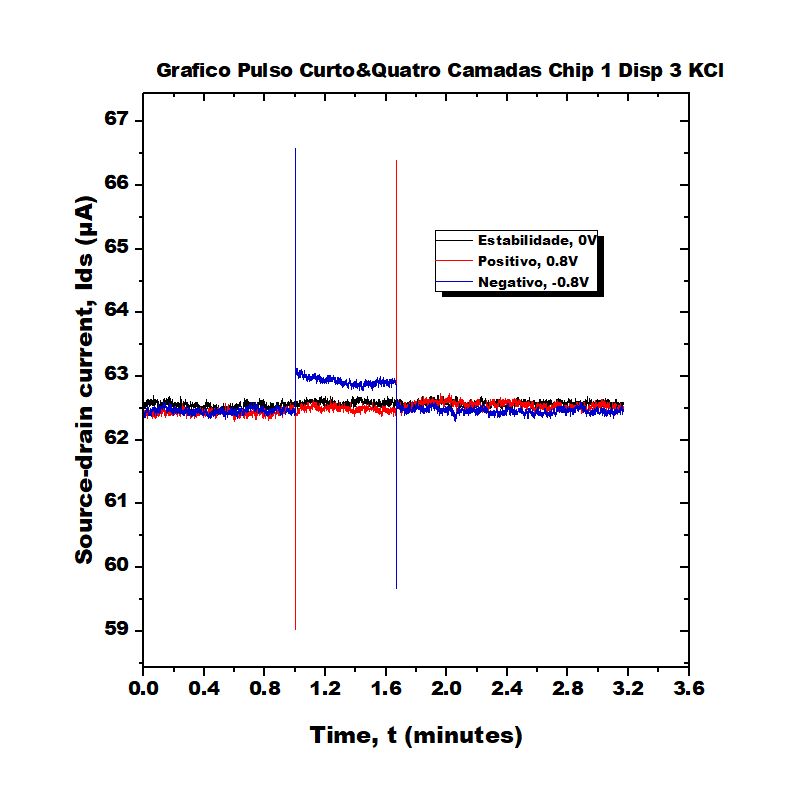 Grafico Pulso Curto&Quatro Camadas Chip 1 Disp 3 KCl
67
66
65
64
63
62
61
60
59
Source-drain current, Ids (µA)
Estabilidade, 0V
Positivo, 0.8V
Negativo, -0.8V
0.0 0.4 0.8 1.2 1.6 2.0 2.4 2.8 3.2 3.6
Time, t (minutes)